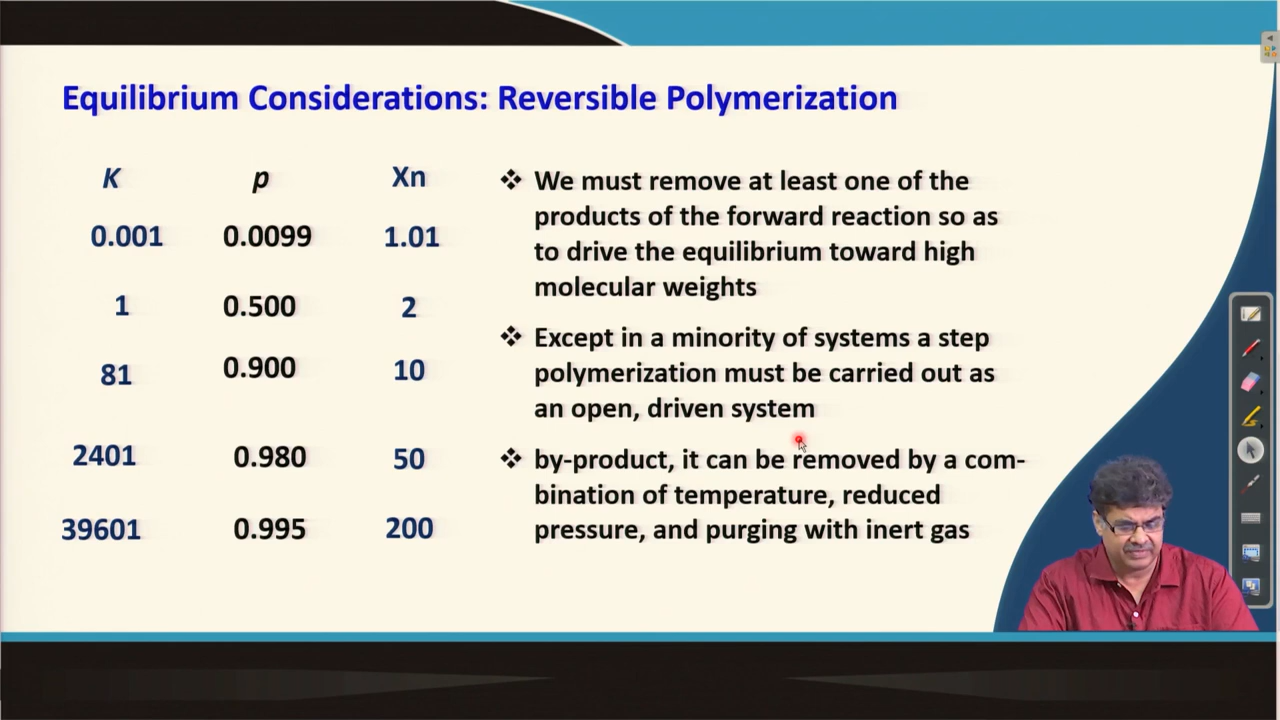 Equilibrium Considerations: Reversible Polymerization
K p Xn
0.001 0.0099 1.01
1 0.500 2
81 0.900 10
2401 0.980 50
39601 0.995 200
❖ We must remove at least one of the
products of the forward reaction so as
to drive the equilibrium toward high
molecular weights
❖ Except in a minority of systems a step
polymerization must be carried out as
an open, driven system
❖ by-product, it can be removed by a com-
bination of temperature, reduced
pressure, and purging with inert gas